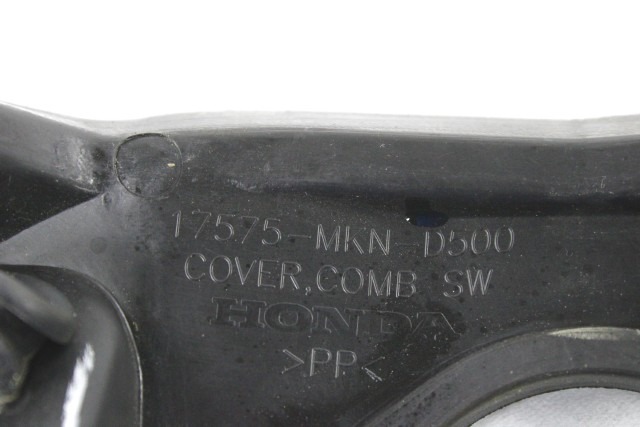 17575-MKN-D500
COVER,COMB SW
HONDA
>PP<